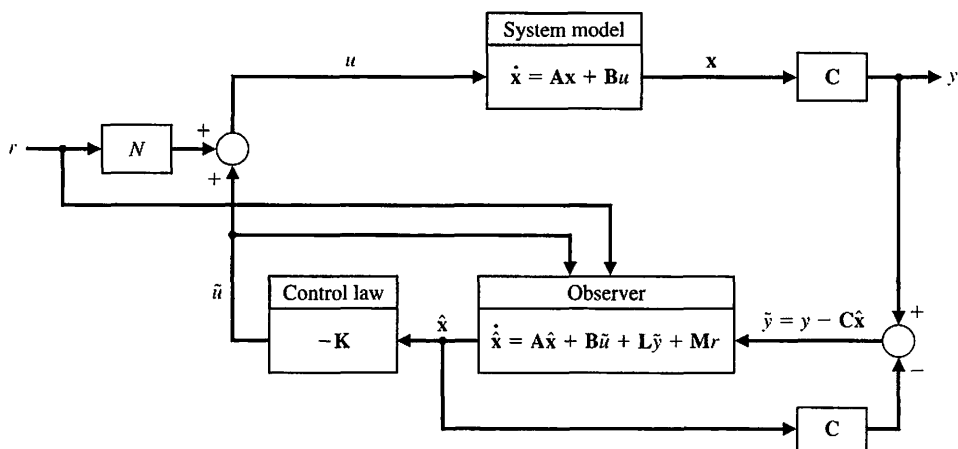 System model
u
ẋ = Ax + Bu
x
C
y
r
N
+
+
ũ
Control law
−K
x̂
Observer
x̂̇ = Ax̂ + Bũ + Lỹ + Mr
ỹ = y − Cx̂
+
−
C